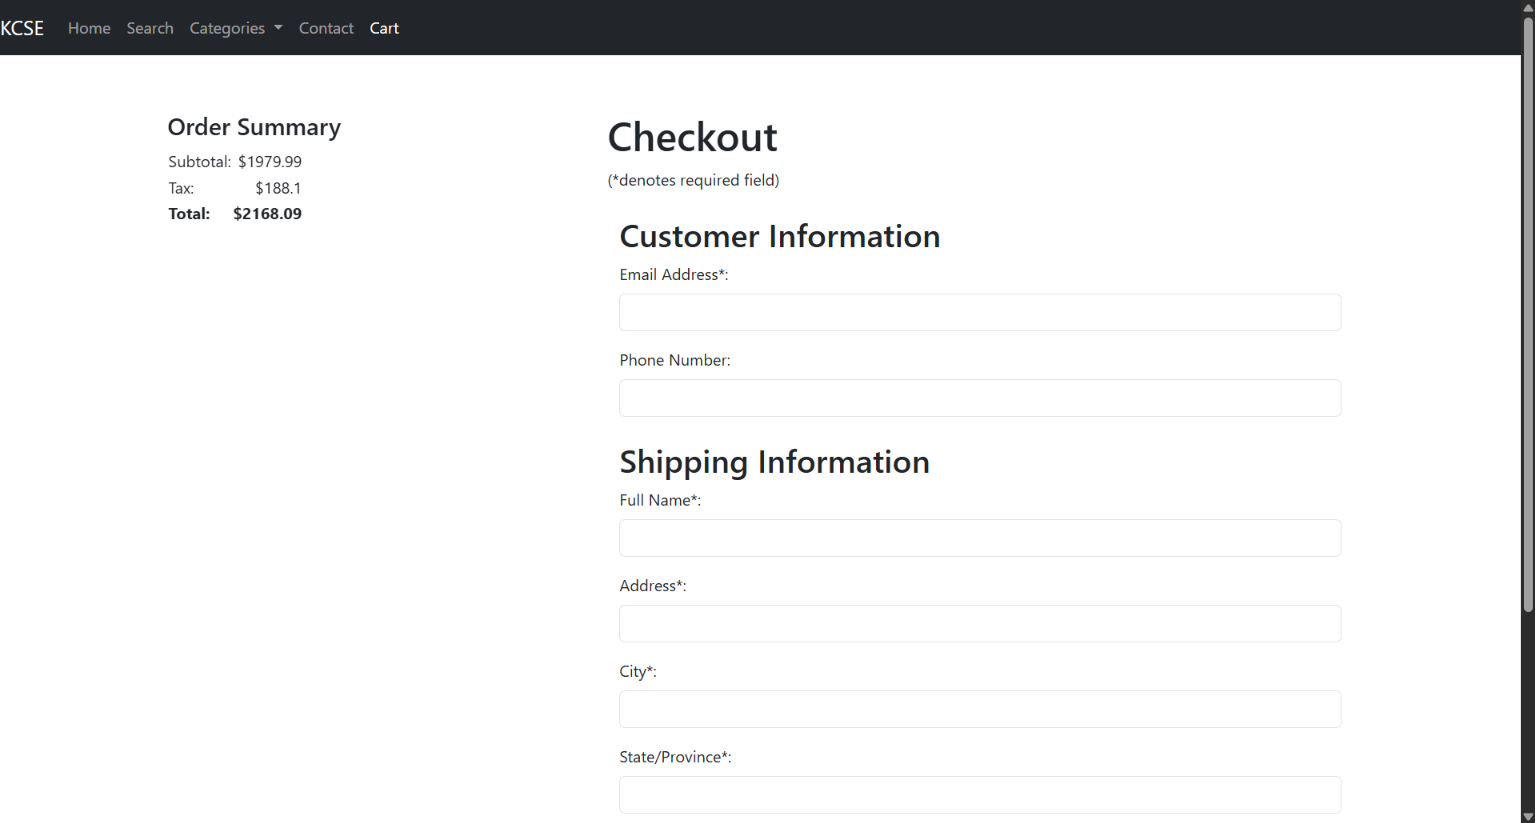 KCSE Home Search Categories Contact Cart
Order Summary
Subtotal: $1979.99
Tax: $188.1
Total: $2168.09
Checkout
(*denotes required field)
Customer Information
Email Address*:
Phone Number:
Shipping Information
Full Name*:
Address*:
City*:
State/Province*: